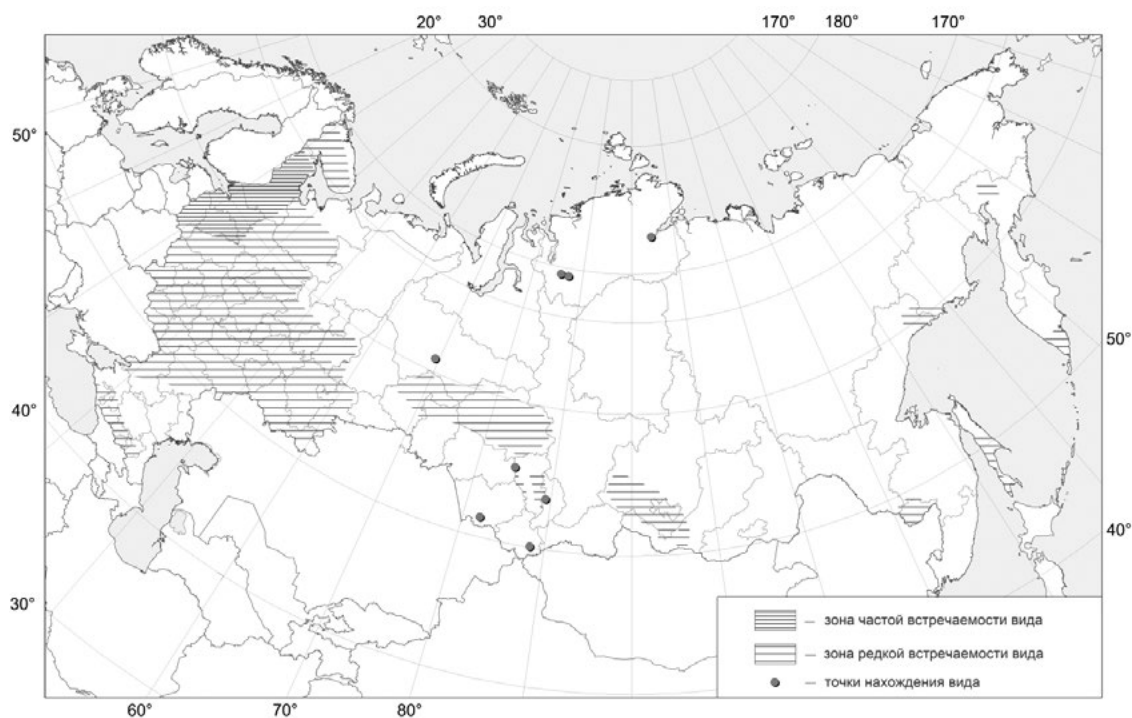 20° 30° 170° 180° 170°
50°
40°
30°
50°
40°
— зона частой встречаемости вида
— зона редкой встречаемости вида
— точки нахождения вида
60° 70° 80°